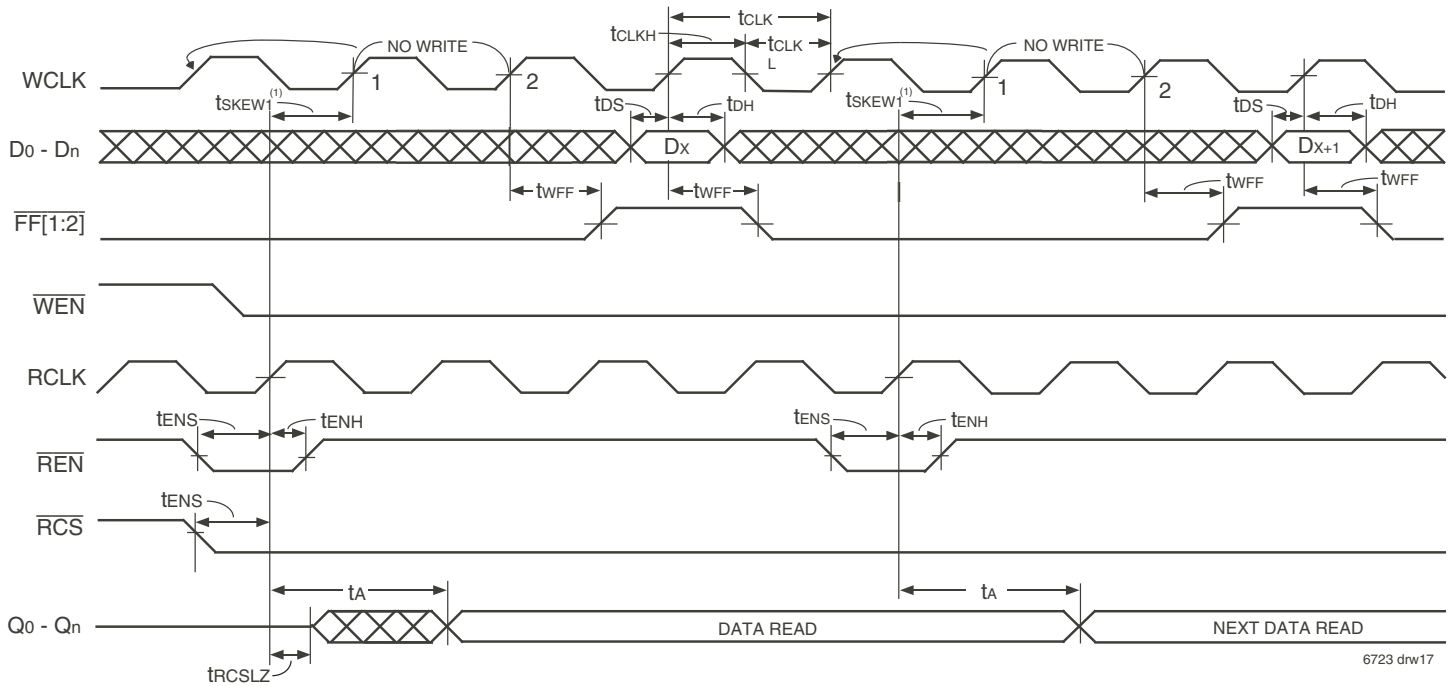 tCLK
tCLKH
tCLK
L
NO WRITE
NO WRITE
WCLK
1
2
1
2
tSKEW1(1)
tDS
tDH
tSKEW1(1)
tDS
tDH
D0 - Dn
DX
DX+1
tWFF
tWFF
tWFF
tWFF
FF[1:2]
WEN
RCLK
tENS
tENH
tENS
tENH
REN
tENS
RCS
tA
tA
Q0 - Qn
DATA READ
NEXT DATA READ
tRCSLZ
6723 drw17